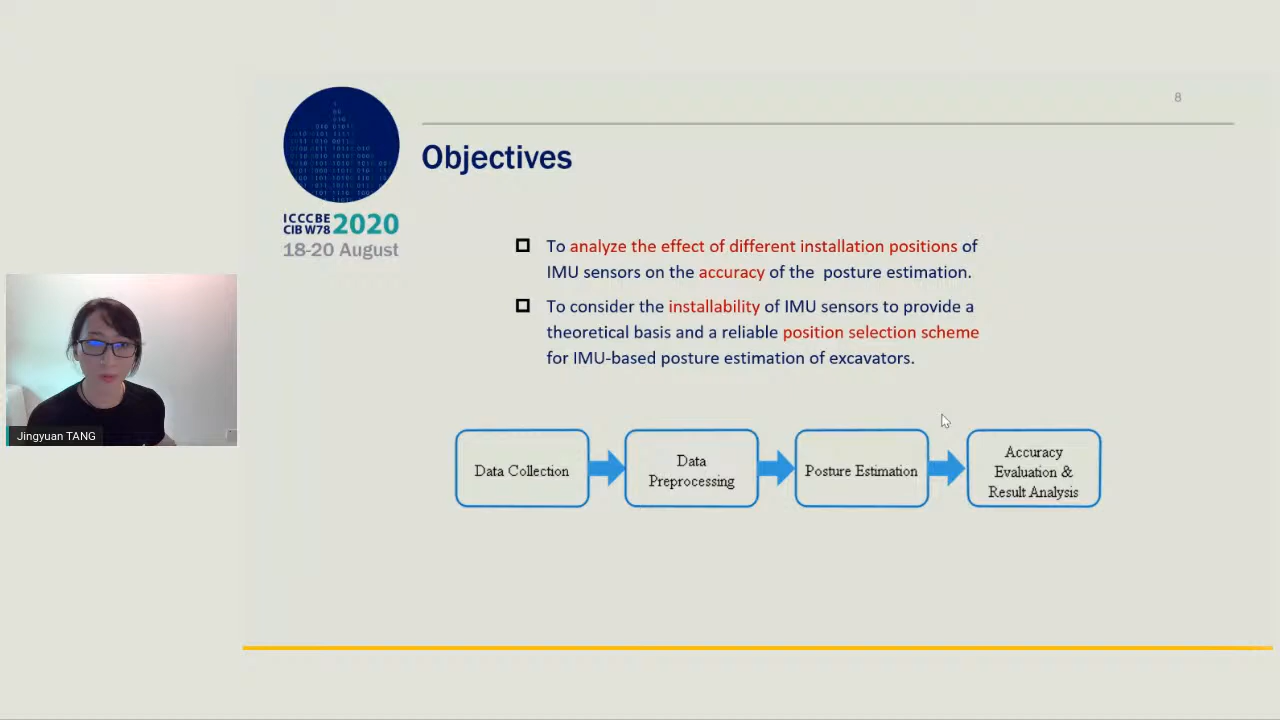 8
Objectives
ICCCBE
CIB W78 2020
18-20 August
To analyze the effect of different installation positions of
IMU sensors on the accuracy of the posture estimation.
To consider the installability of IMU sensors to provide a
theoretical basis and a reliable position selection scheme
for IMU-based posture estimation of excavators.
Jingyuan TANG
Data Collection
Data
Preprocessing
Posture Estimation
Accuracy
Evaluation &
Result Analysis